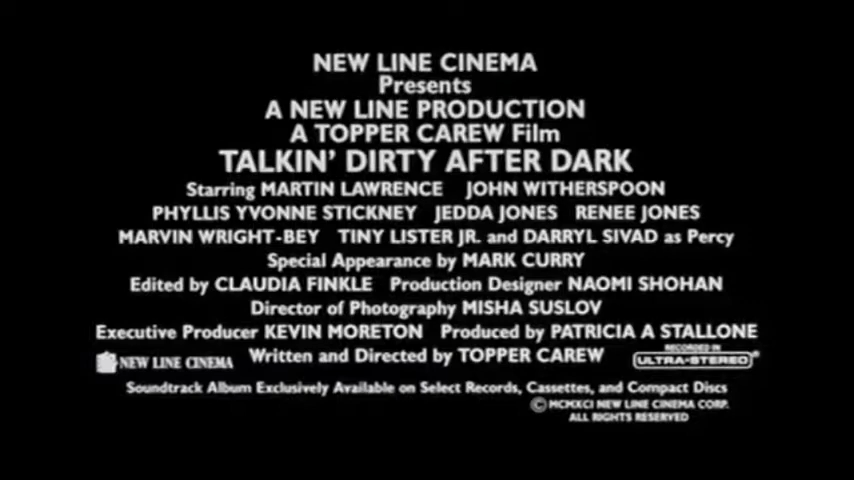 NEW LINE CINEMA
Presents
A NEW LINE PRODUCTION
A TOPPER CAREW Film
TALKIN' DIRTY AFTER DARK
Starring MARTIN LAWRENCE JOHN WITHERSPOON
PHYLLIS YVONNE STICKNEY JEDDA JONES RENEE JONES
MARVIN WRIGHT-BEY TINY LISTER JR. and DARRYL SIVAD as Percy
Special Appearance by MARK CURRY
Edited by CLAUDIA FINKLE Production Designer NAOMI SHOHAN
Director of Photography MISHA SUSLOV
Executive Producer KEVIN MORETON Produced by PATRICIA A STALLONE
NEW LINE CINEMA Written and Directed by TOPPER CAREW RECORDED IN
ULTRA-STEREO®
Soundtrack Album Exclusively Available on Select Records, Cassettes, and Compact Discs
© MCMXCI NEW LINE CINEMA CORP.
ALL RIGHTS RESERVED